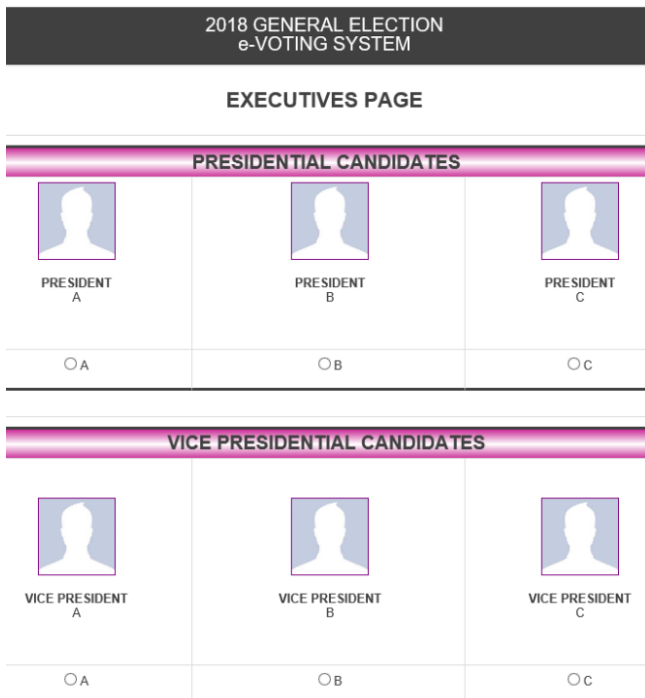 2018 GENERAL ELECTION
e-VOTING SYSTEM
EXECUTIVES PAGE
PRESIDENTIAL CANDIDATES
PRESIDENT
A
PRESIDENT
B
PRESIDENT
C
A
B
C
VICE PRESIDENTIAL CANDIDATES
VICE PRESIDENT
A
VICE PRESIDENT
B
VICE PRESIDENT
C
A
B
C